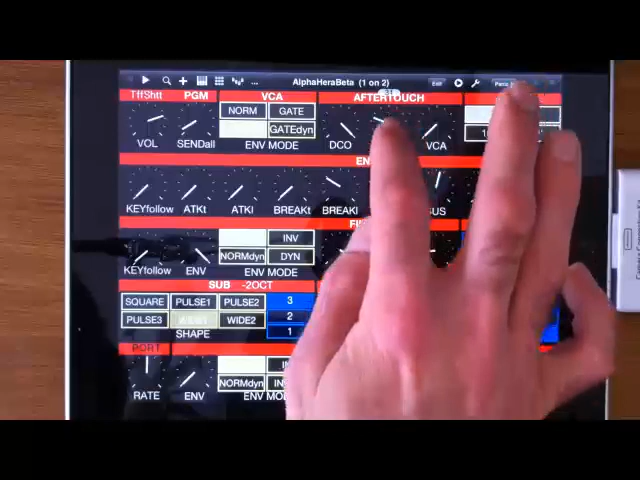 AlphaHeraBeta (1 on 2)
Exit
PGM VCA AFTERTOUCH
NORM GATE
GATEdyn
VOL SENDall ENV MODE DCO VCA
KEYfollow ATKt ATKl BREAKt BREAKl
INV
NORMdyn DYN
KEYfollow ENV ENV MODE
SUB -2OCT
SQUARE PULSE1 PULSE2 3
PULSE3 WIDE2 2
SHAPE 1
PORT
NORMdyn
RATE ENV